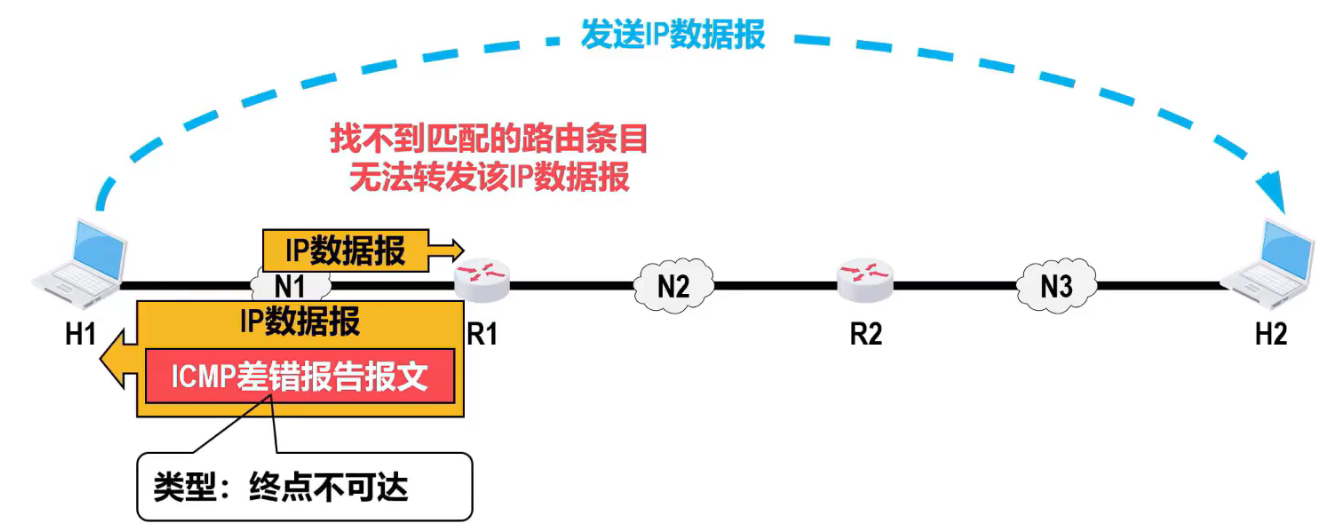 发送IP数据报
找不到匹配的路由条目
无法转发该IP数据报
IP数据报
N1
N2
N3
IP数据报
H1
R1
R2
H2
ICMP差错报告报文
类型：终点不可达